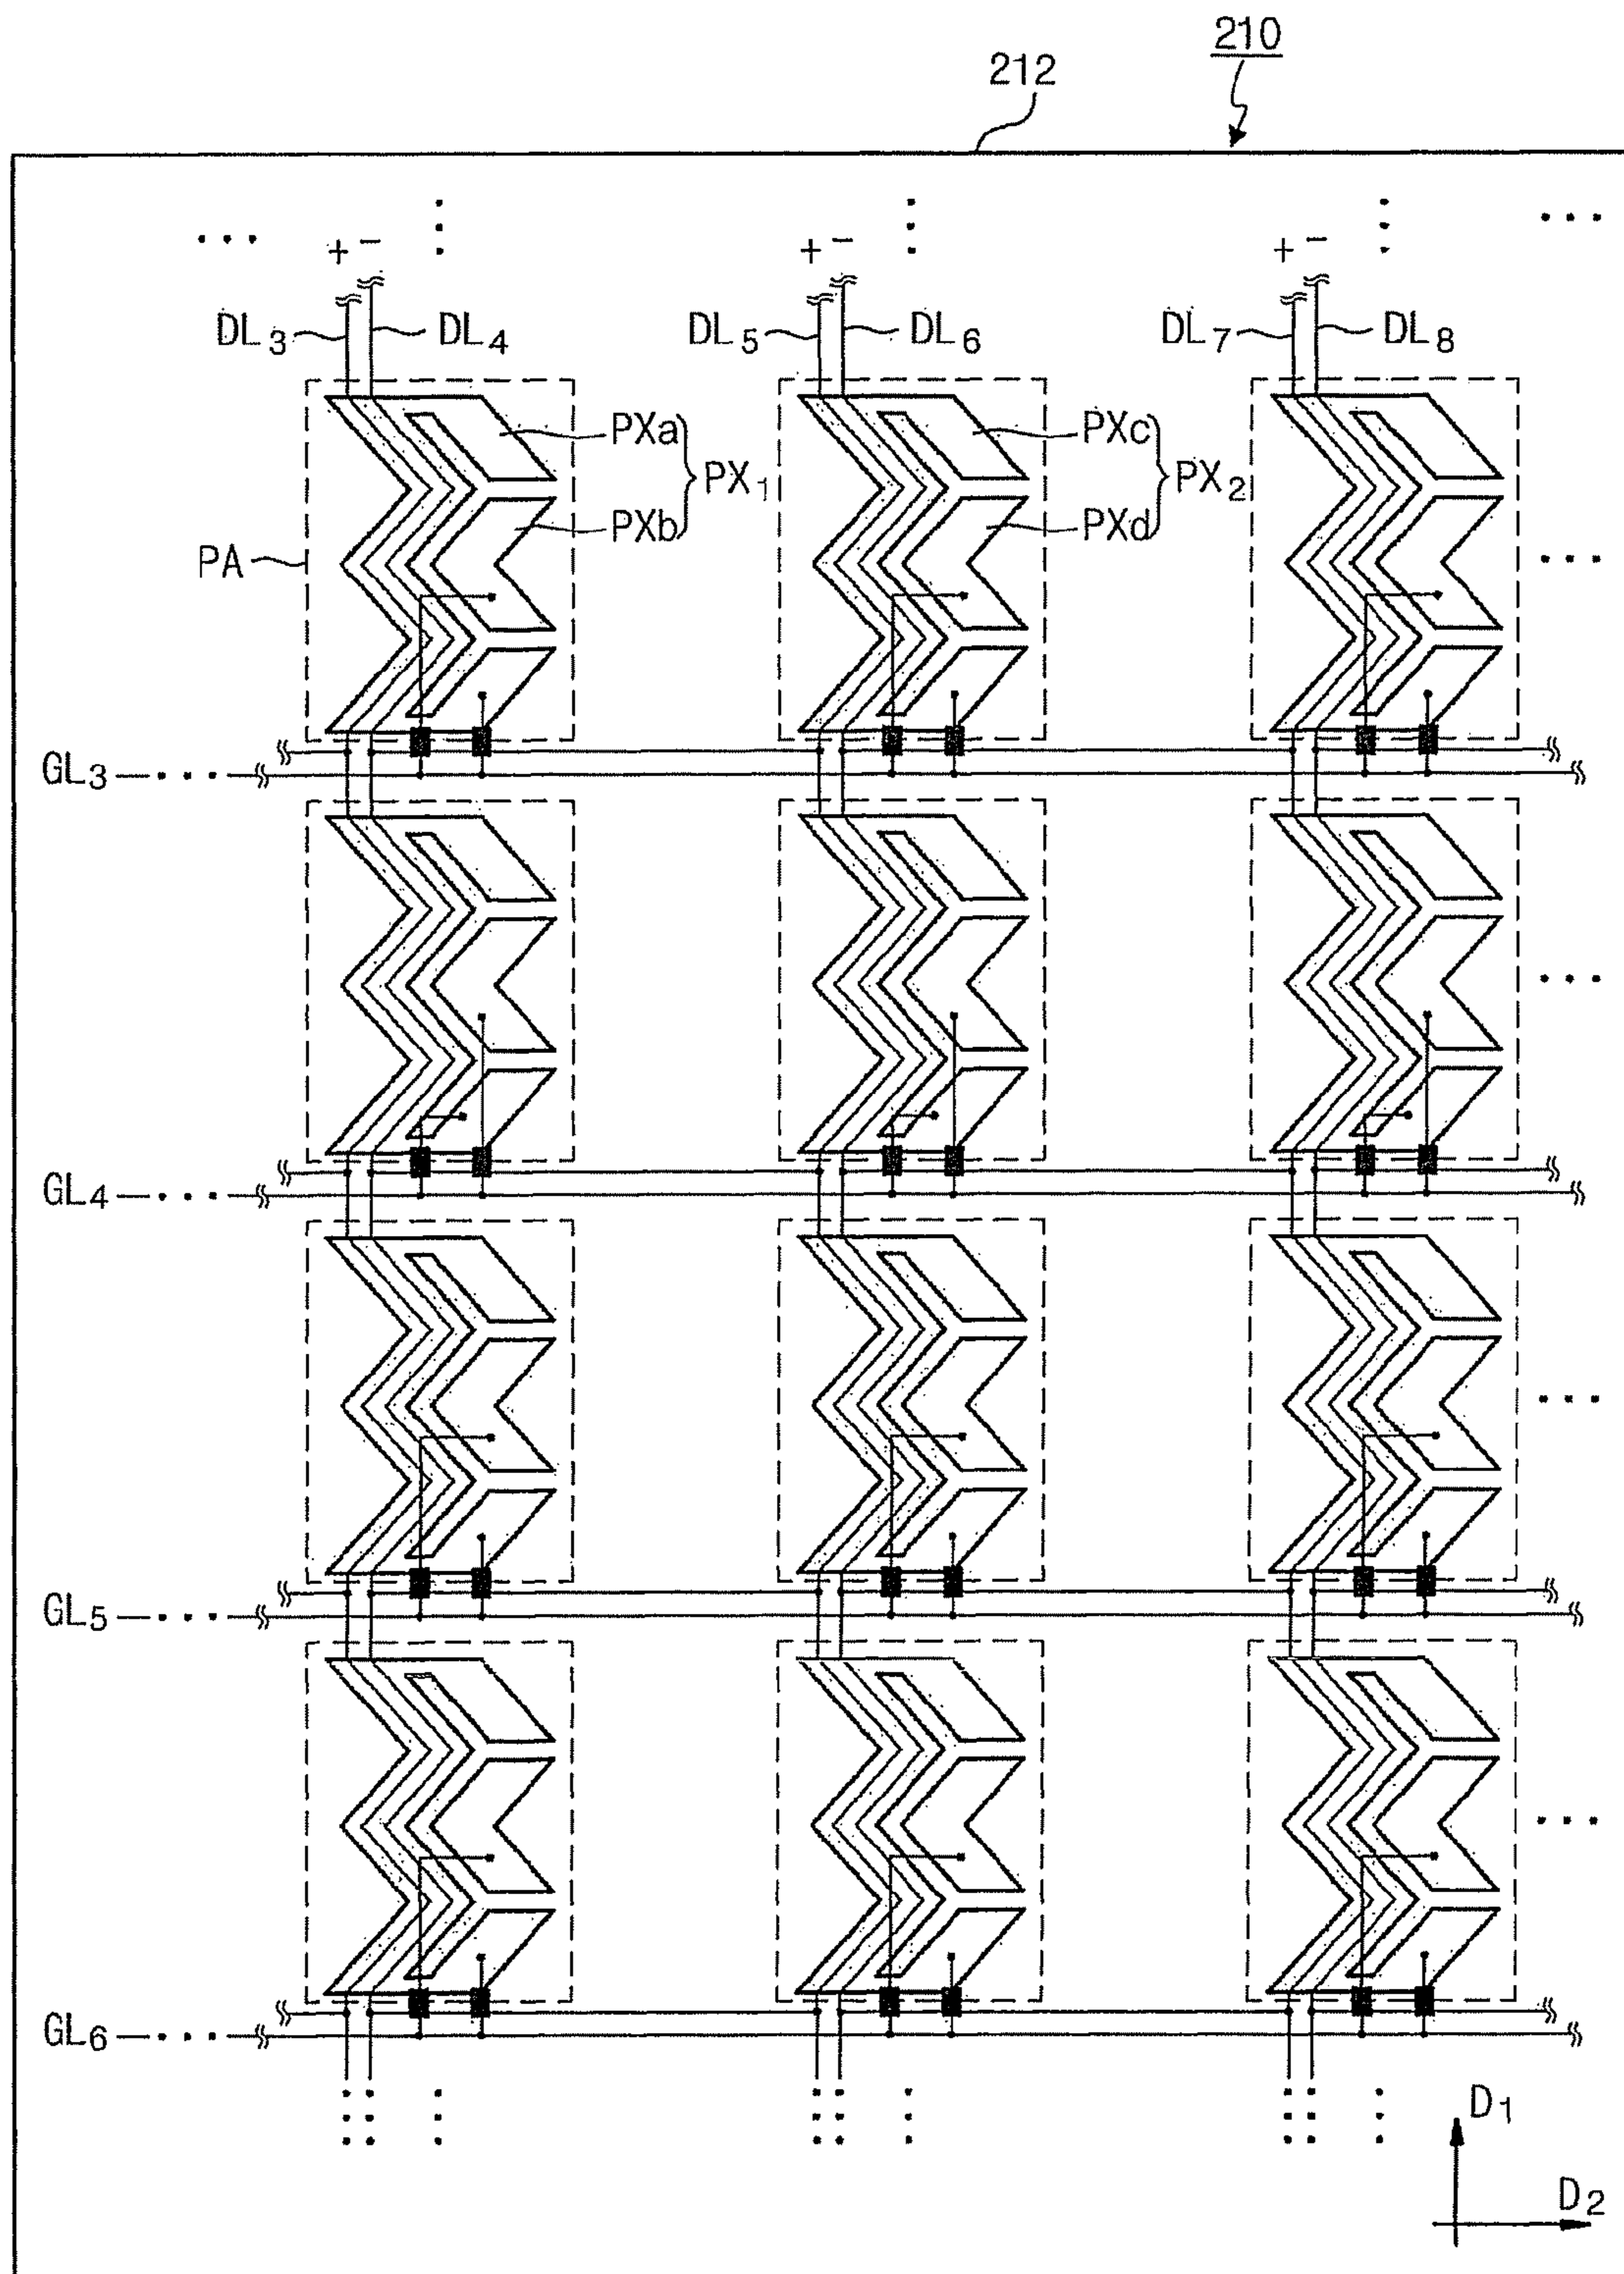 210
212
+ - + - + -
DL3 DL4 DL5 DL6 DL7 DL8
PXa PXc
PX1 PX2
PXb PXd
PA
GL3
GL4
GL5
GL6
D1
D2